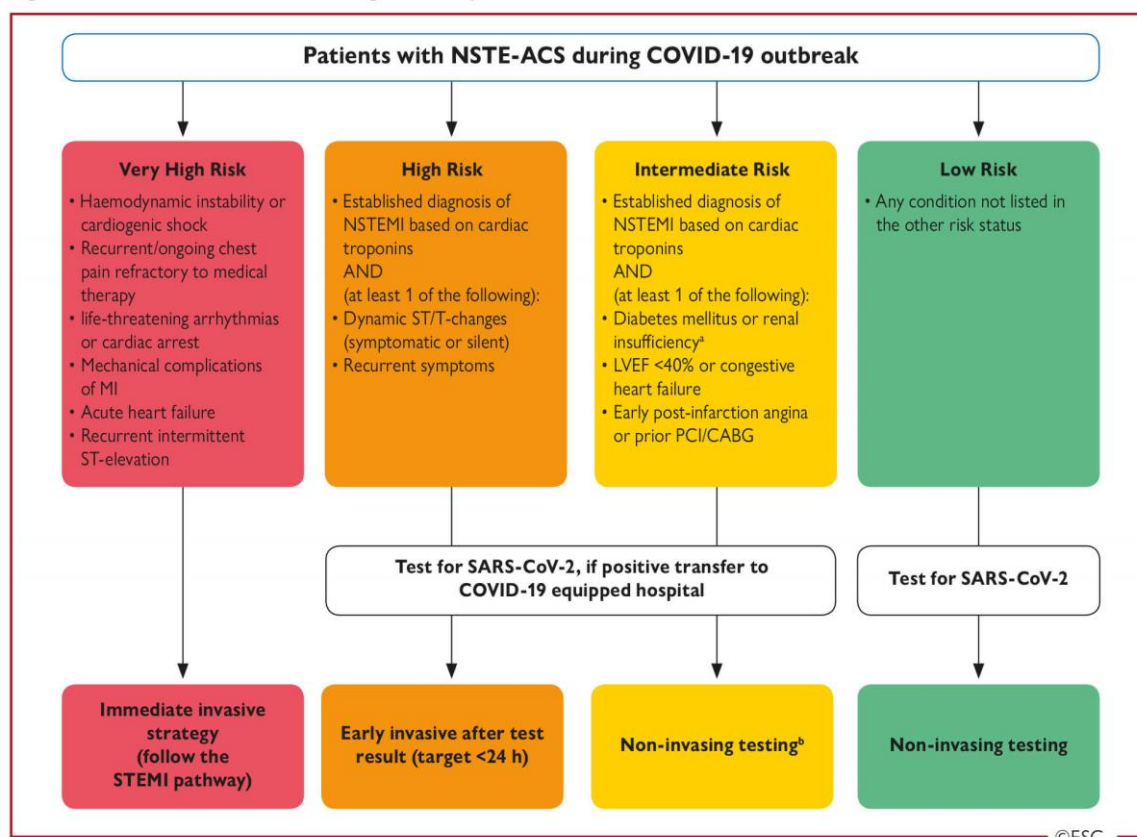 Patients with NSTE-ACS during COVID-19 outbreak
Very High Risk
• Haemodynamic instability or
cardiogenic shock
• Recurrent/ongoing chest
pain refractory to medical
therapy
• life-threatening arrhythmias
or cardiac arrest
• Mechanical complications
of MI
• Acute heart failure
• Recurrent intermittent
ST-elevation
High Risk
• Established diagnosis of
NSTEMI based on cardiac
troponins
AND
(at least 1 of the following):
• Dynamic ST/T-changes
(symptomatic or silent)
• Recurrent symptoms
Intermediate Risk
• Established diagnosis of
NSTEMI based on cardiac
troponins
AND
(at least 1 of the following):
• Diabetes mellitus or renal
insufficiencyᵃ
• LVEF <40% or congestive
heart failure
• Early post-infarction angina
or prior PCI/CABG
Low Risk
• Any condition not listed in
the other risk status
Test for SARS-CoV-2, if positive transfer to
COVID-19 equipped hospital
Test for SARS-CoV-2
Immediate invasive
strategy
(follow the
STEMI pathway)
Early invasive after test
result (target <24 h)
Non-invasing testingᵇ
Non-invasing testing
©ESC